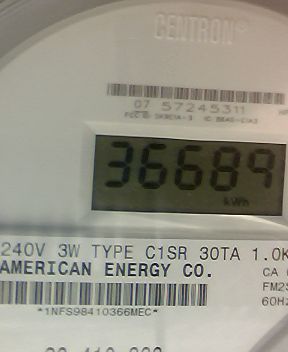 CENTRON®
07 57245311
36689
kWh
240V 3W TYPE C1SR 30TA 1.0K
AMERICAN ENERGY CO.
CA
FM2S
60Hz
*1NFS98410366MEC*